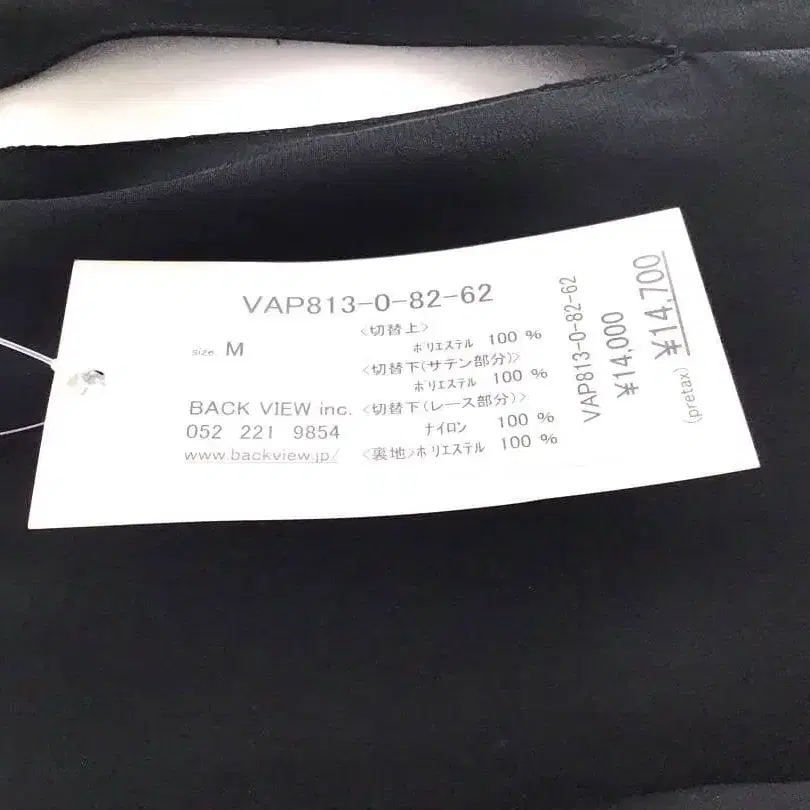 VAP813-0-82-62
size. M
<切替上>
ポリエステル 100 %
<切替下(サテン部分)>
ポリエステル 100 %
<切替下(レース部分)>
ナイロン 100 %
<裏地>ポリエステル 100 %
BACK VIEW inc.
052 221 9854
www.backview.jp/
VAP813-0-82-62
¥14,000
¥14,700
(pretax)